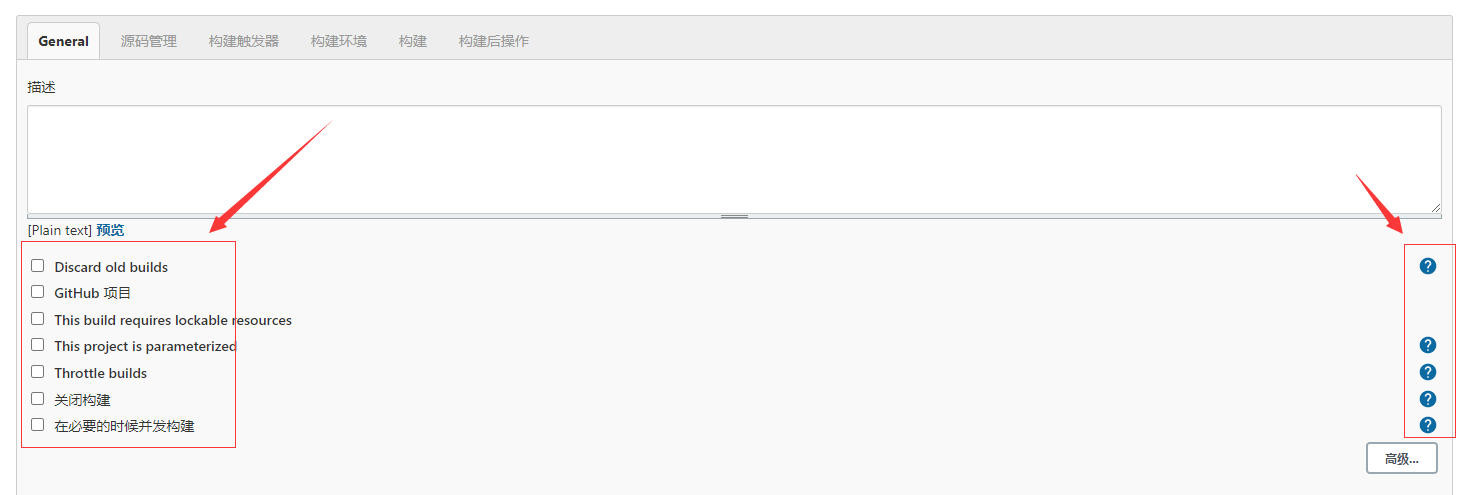 General 源码管理 构建触发器 构建环境 构建 构建后操作
描述
[Plain text] 预览
Discard old builds ?
GitHub 项目
This build requires lockable resources
This project is parameterized ?
Throttle builds ?
关闭构建 ?
在必要的时候并发构建 ?
高级...